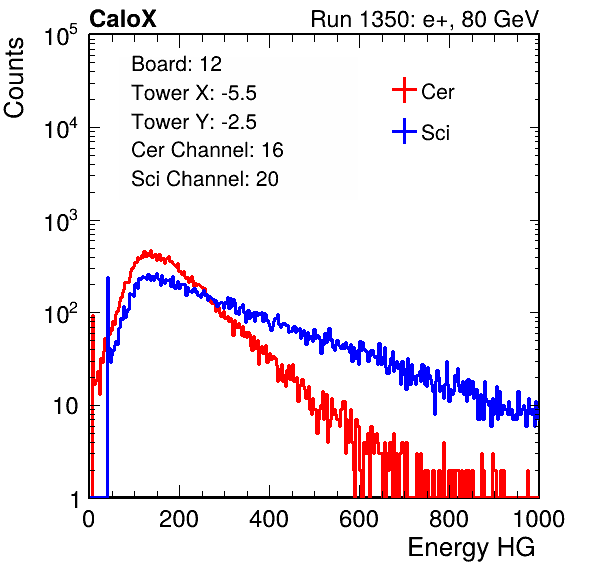 CaloX Run 1350: e+, 80 GeV
Counts
Board: 12
Tower X: -5.5
Tower Y: -2.5
Cer Channel: 16
Sci Channel: 20
Cer
Sci
10^5
10^4
10^3
10^2
10
1
0 200 400 600 800 1000
Energy HG